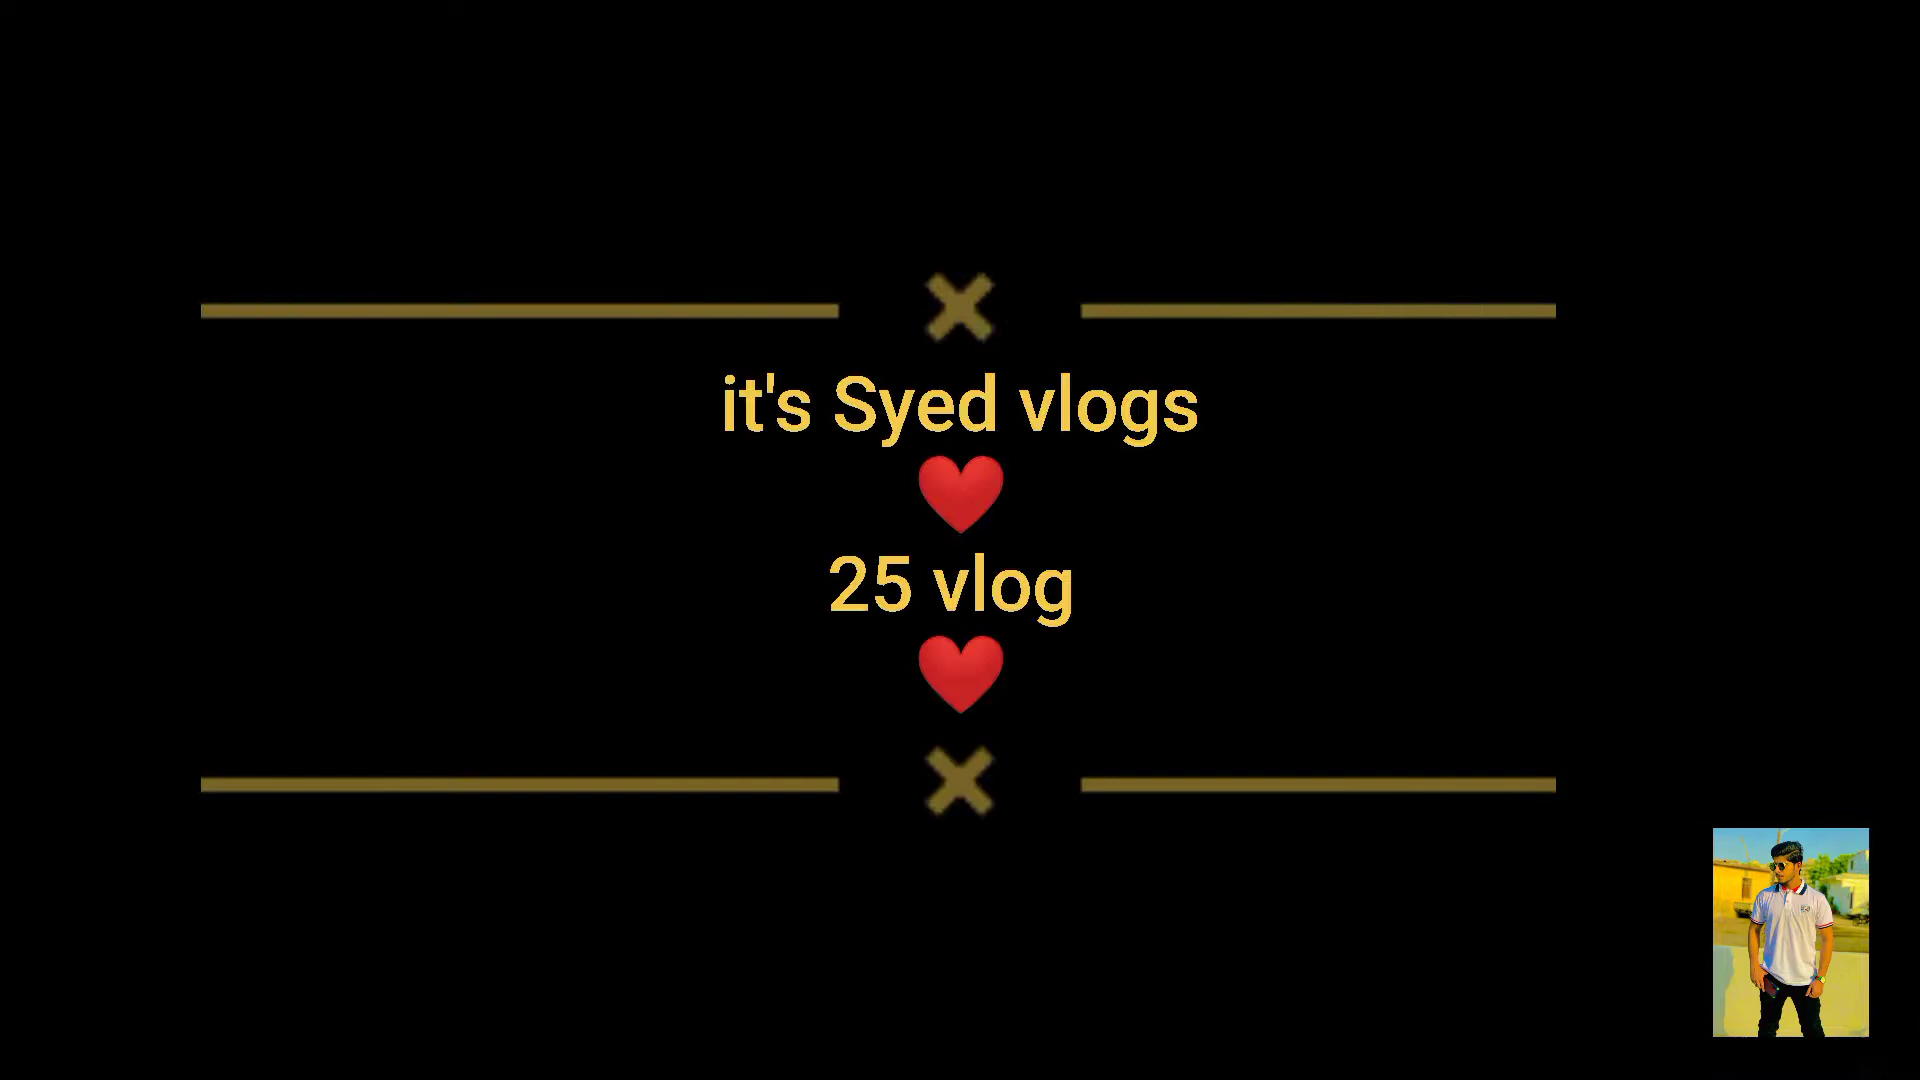 it's Syed vlogs
❤️
25 vlog
❤️